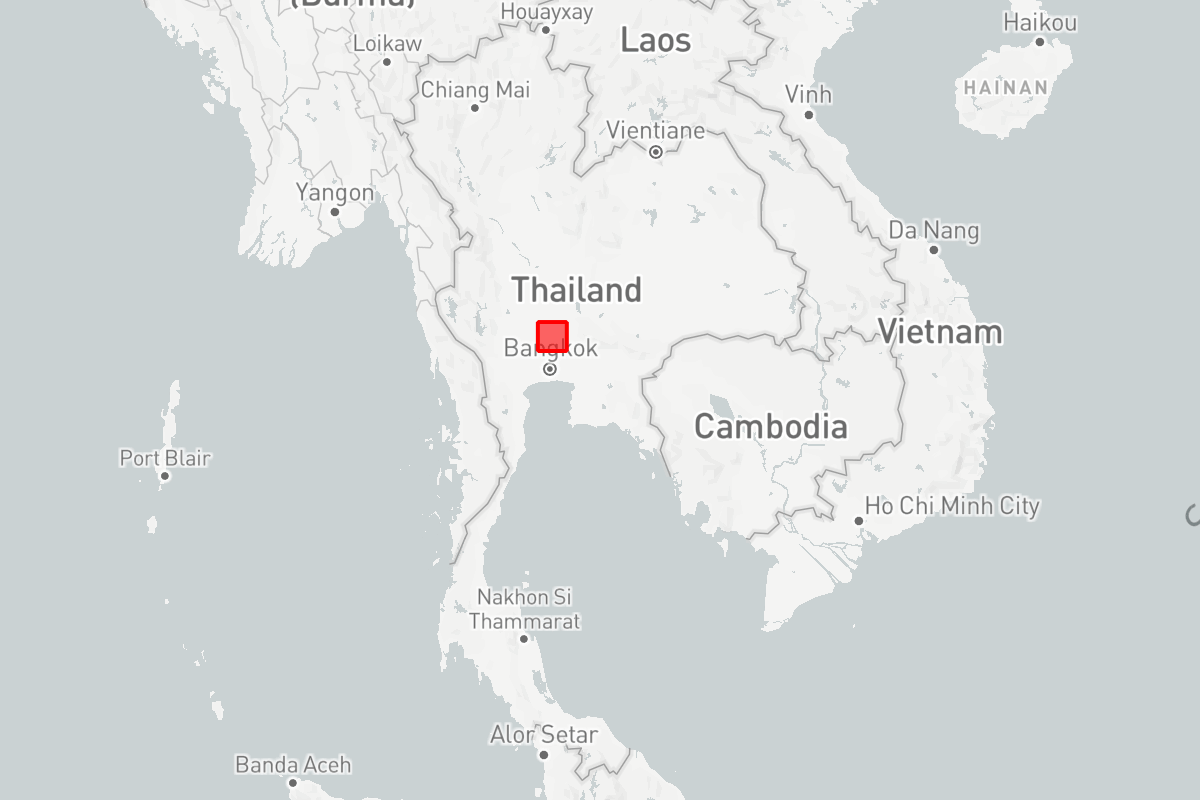 (Burma)
Houayxay
Haikou
Loikaw
Laos
Chiang Mai
HAINAN
Vinh
Vientiane
Yangon
Da Nang
Thailand
Vietnam
Bangkok
Cambodia
Port Blair
Ho Chi Minh City
Nakhon Si
Thammarat
Alor Setar
Banda Aceh